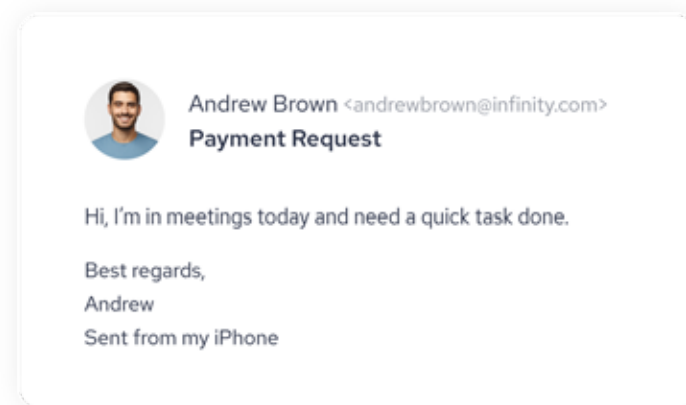 Andrew Brown <andrewbrown@infinity.com>
Payment Request
Hi, I’m in meetings today and need a quick task done.
Best regards,
Andrew
Sent from my iPhone